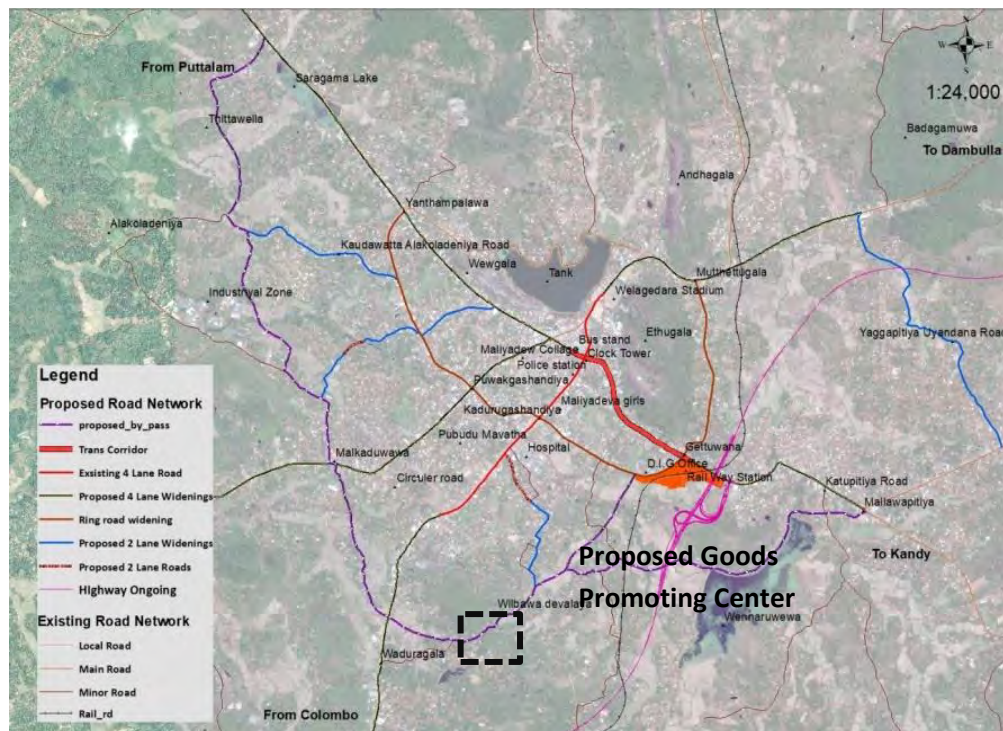 N
W E
S
1:24,000
From Puttalam
Saragama Lake
Thittawella
Badagamuwa
To Dambulla
Andhagala
Yanthampalawa
Alakoladeniya
Kaudawatta Alakoladeniya Road
Wewgala
Tank
Mutthettugala
Industriyal Zone
Welagedara Stadium
Ethugala
Yaggapitiya Uyandana Road
Bus stand
Maliyadew Collage
Clock Tower
Police station
Puwakgashandiya
Maliyadeva girls
Kadurugashandiya
Pubudu Mavatha
Hospital
Gettuwana
Malkaduwawa
D.I.G.Office
Rail Way Station
Circuler road
Katupitiya Road
Mallawapitiya
To Kandy
Proposed Goods
Promoting Center
Wilbawa devalaya
Wennaruwewa
Waduragala
From Colombo
Legend
Proposed Road Network
proposed_by_pass
Trans Corridor
Exsisting 4 Lane Road
Proposed 4 Lane Widenings
Ring road widening
Proposed 2 Lane Widenings
Proposed 2 Lane Roads
Highway Ongoing
Existing Road Network
Local Road
Main Road
Minor Road
Rail_rd